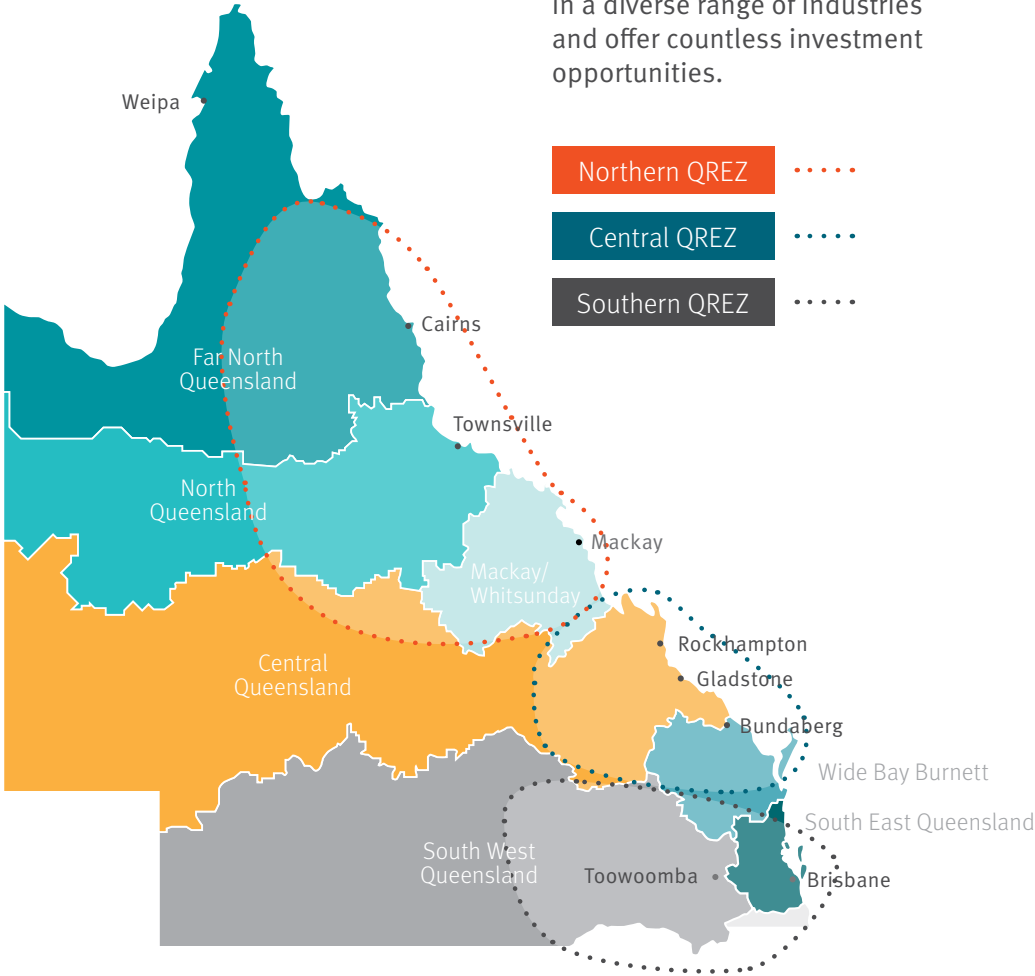 in a diverse range of industries
and offer countless investment
opportunities.
Weipa
Northern QREZ
Central QREZ
Southern QREZ
Cairns
Far North
Queensland
Townsville
North
Queensland
Mackay
Mackay/
Whitsunday
Rockhampton
Central
Queensland
Gladstone
Bundaberg
Wide Bay Burnett
South East Queensland
South West
Queensland
Toowoomba
Brisbane